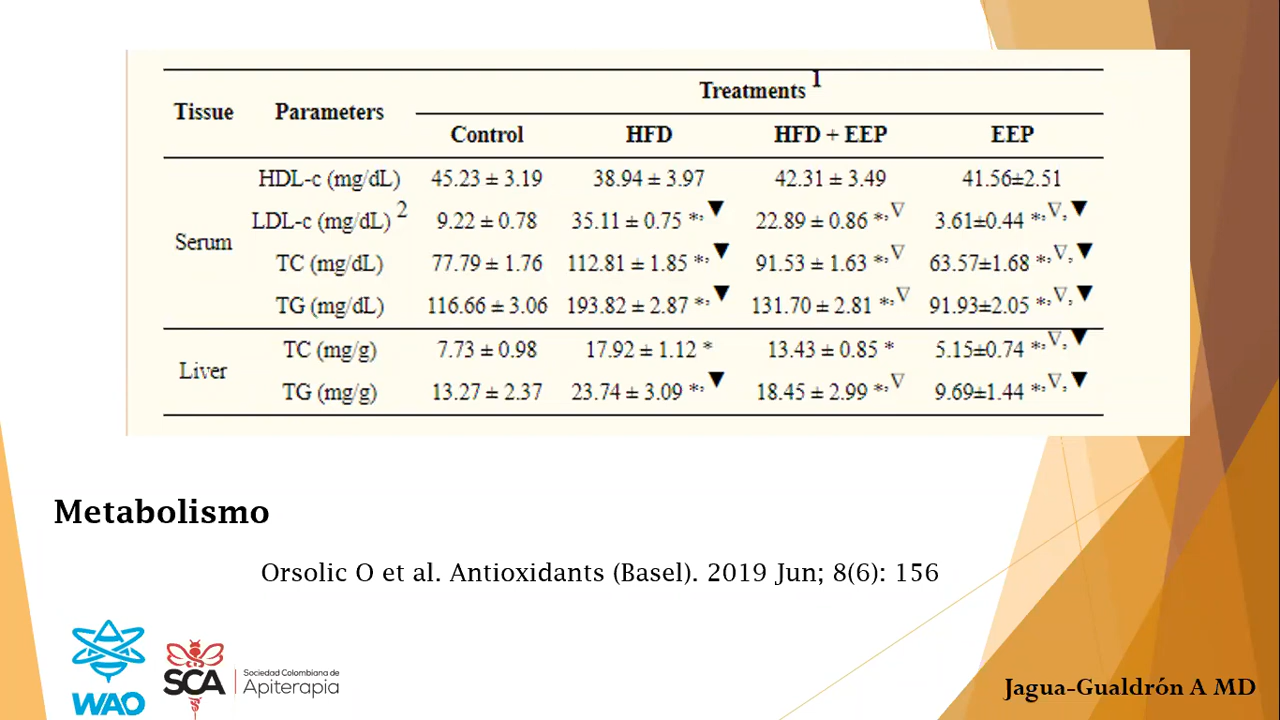 Treatments 1
Tissue Parameters
Control HFD HFD + EEP EEP
HDL-c (mg/dL) 45.23 ± 3.19 38.94 ± 3.97 42.31 ± 3.49 41.56±2.51
LDL-c (mg/dL) 2 9.22 ± 0.78 35.11 ± 0.75 *,▼ 22.89 ± 0.86 *,∇ 3.61±0.44 *,∇,▼
Serum
TC (mg/dL) 77.79 ± 1.76 112.81 ± 1.85 *,▼ 91.53 ± 1.63 *,∇ 63.57±1.68 *,∇,▼
TG (mg/dL) 116.66 ± 3.06 193.82 ± 2.87 *,▼ 131.70 ± 2.81 *,∇ 91.93±2.05 *,∇,▼
TC (mg/g) 7.73 ± 0.98 17.92 ± 1.12 * 13.43 ± 0.85 * 5.15±0.74 *,∇,▼
Liver
TG (mg/g) 13.27 ± 2.37 23.74 ± 3.09 *,▼ 18.45 ± 2.99 *,∇ 9.69±1.44 *,∇,▼
Metabolismo
Orsolic O et al. Antioxidants (Basel). 2019 Jun; 8(6): 156
WAO
SCA
Sociedad Colombiana de
Apiterapia
Jagua-Gualdrón A MD